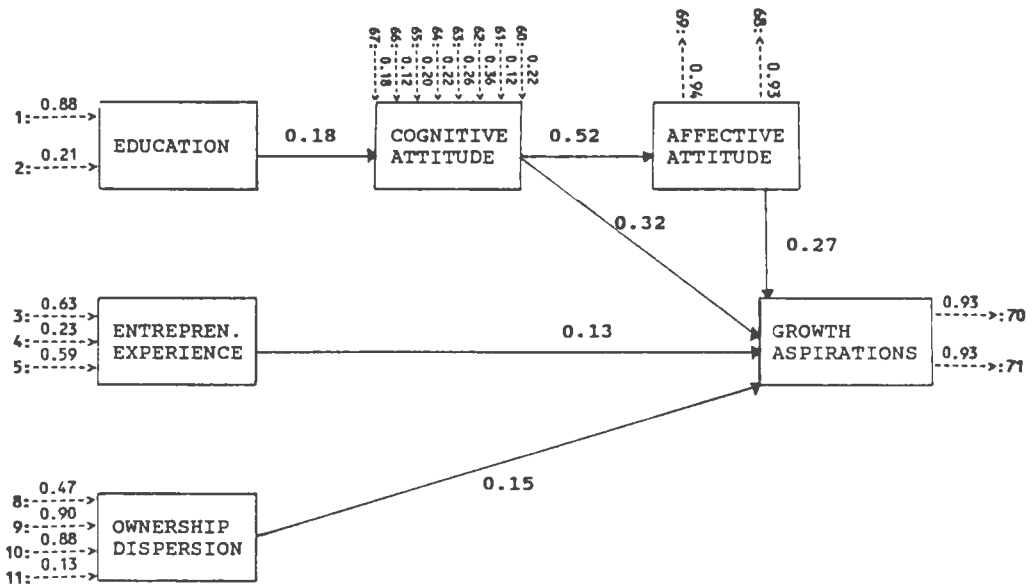 67: 0.18
66: 0.12
65: 0.20
64: 0.22
63: 0.26
62: 0.36
61: 0.12
60: 0.22
69: 0.94
68: 0.93
1: 0.88
2: 0.21
EDUCATION
0.18
COGNITIVE
ATTITUDE
0.52
AFFECTIVE
ATTITUDE
0.32
0.27
3: 0.63
4: 0.23
5: 0.59
ENTREPREN.
EXPERIENCE
0.13
GROWTH
ASPIRATIONS
0.93 :70
0.93 :71
0.15
8: 0.47
9: 0.90
10: 0.88
11: 0.13
OWNERSHIP
DISPERSION